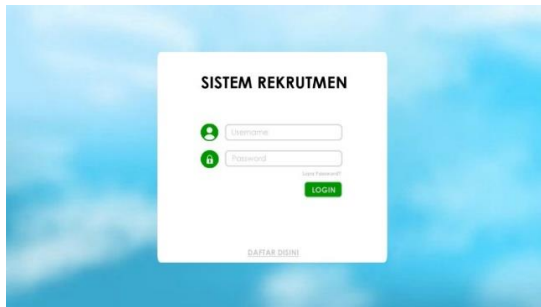 SISTEM REKRUTMEN
Username
Password
Lupa Password?
LOGIN
DAFTAR DISINI